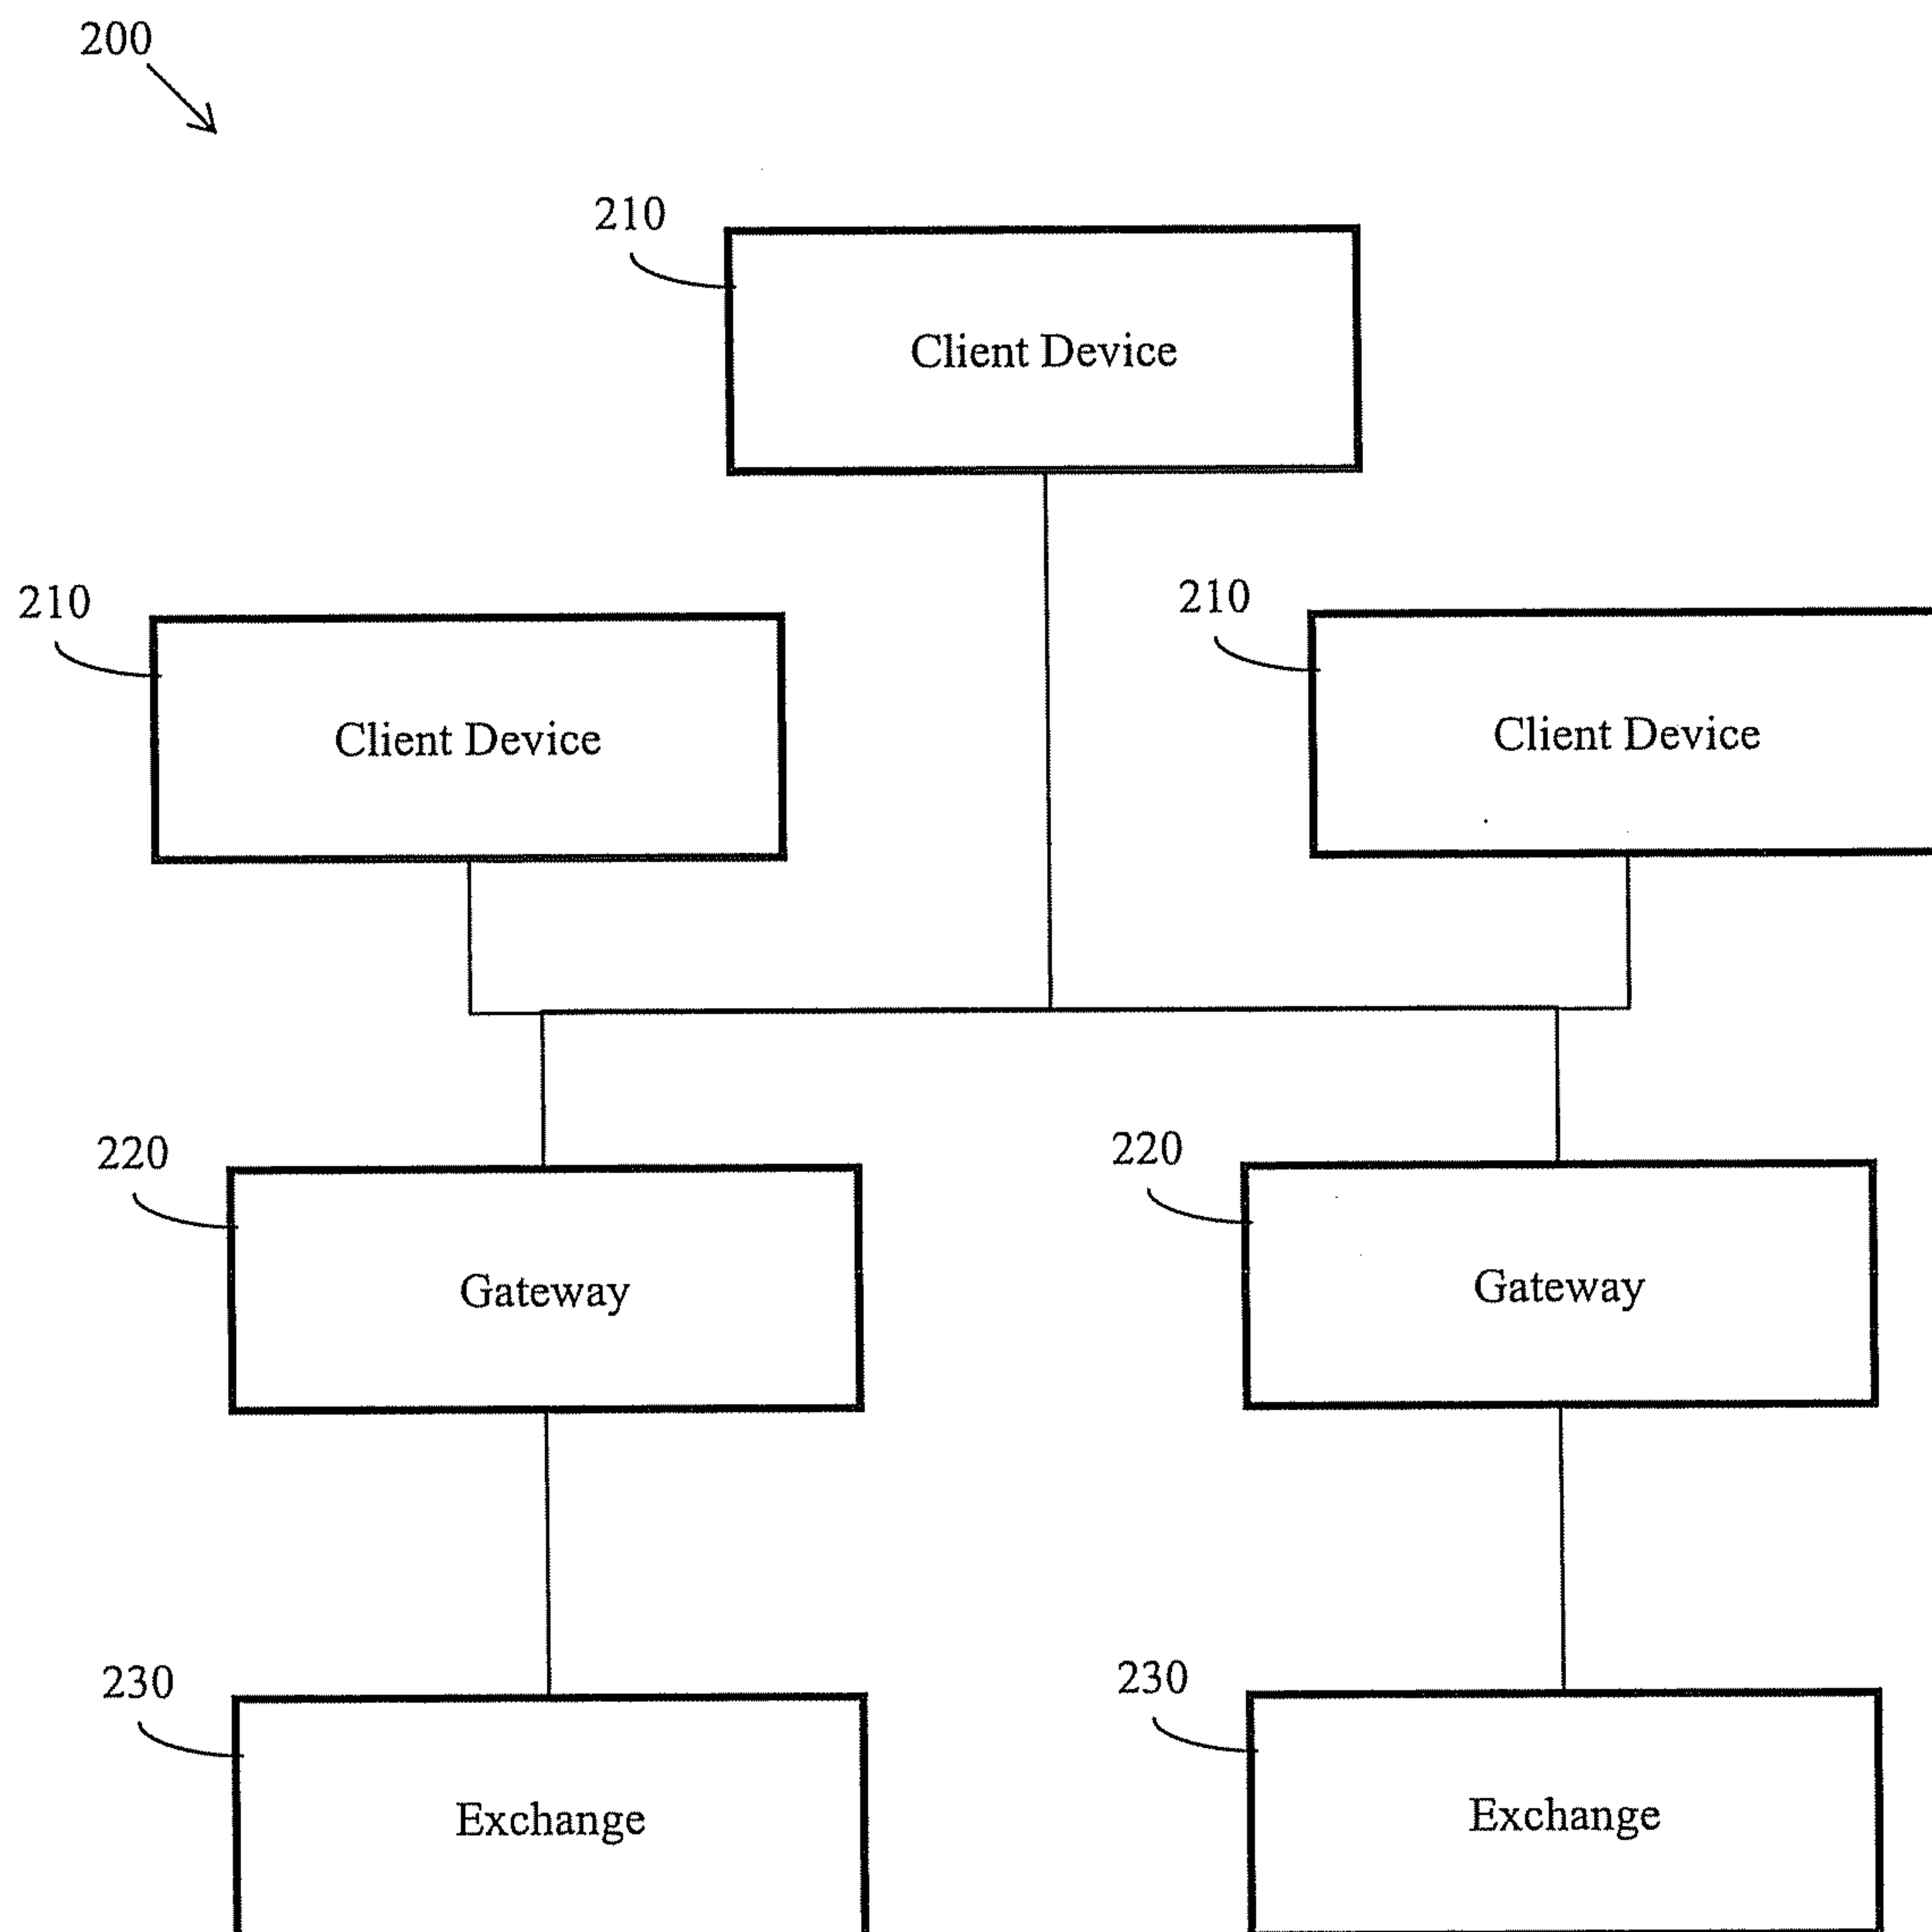 200
210
Client Device
210
210
Client Device
Client Device
220
220
Gateway
Gateway
230
230
Exchange
Exchange